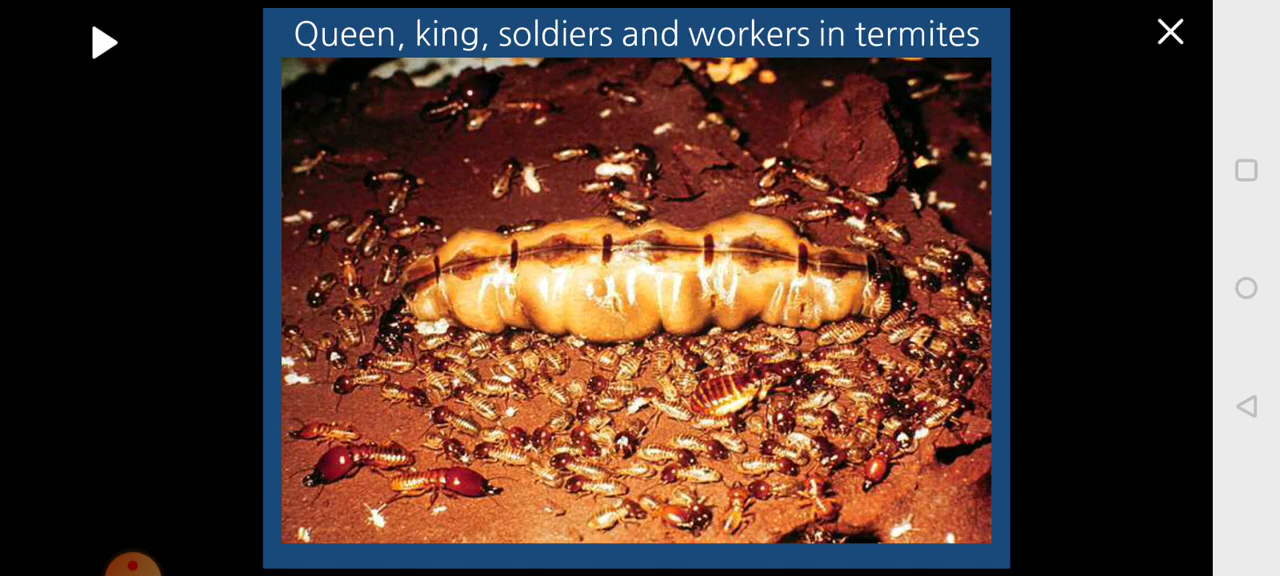 Queen, king, soldiers and workers in termites